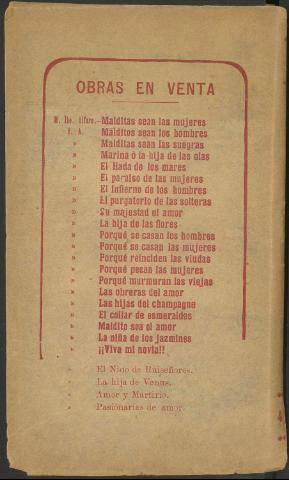 OBRAS EN VENTA
M. Ibo. Alfaro.—Malditas sean las mujeres
I. A. Malditos sean los hombres
» Malditas sean las suegras
» Marina ó la hija de las olas
» El Hada de los mares
» El paraíso de las mujeres
» El infierno de los hombres
» El purgatorio de las solteras
» Su majestad el amor
» La hija de las flores
» Porqué se casan los hombres
» Porqué se casan las mujeres
» Porqué reinciden las viudas
» Porqué pecan las mujeres
» Porqué murmuran las viejas
» Las obreras del amor
» Las hijas del champagne
» El collar de esmeraldas
» Maldito sea el amor
» La niña de los jazmines
» ¡¡Viva mi novia!!
» El Nido de Ruiseñores.
» La hija de Venus.
» Amor y Martirio.
» Pasionarias de amor.